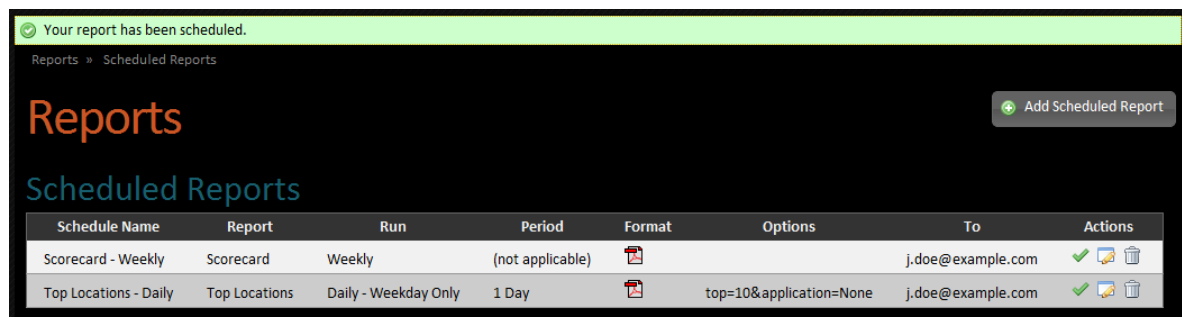 Your report has been scheduled.
Reports » Scheduled Reports
Reports
Add Scheduled Report
Scheduled Reports
Schedule Name Report Run Period Format Options To Actions
Scorecard - Weekly Scorecard Weekly (not applicable) j.doe@example.com
Top Locations - Daily Top Locations Daily - Weekday Only 1 Day top=10&application=None j.doe@example.com